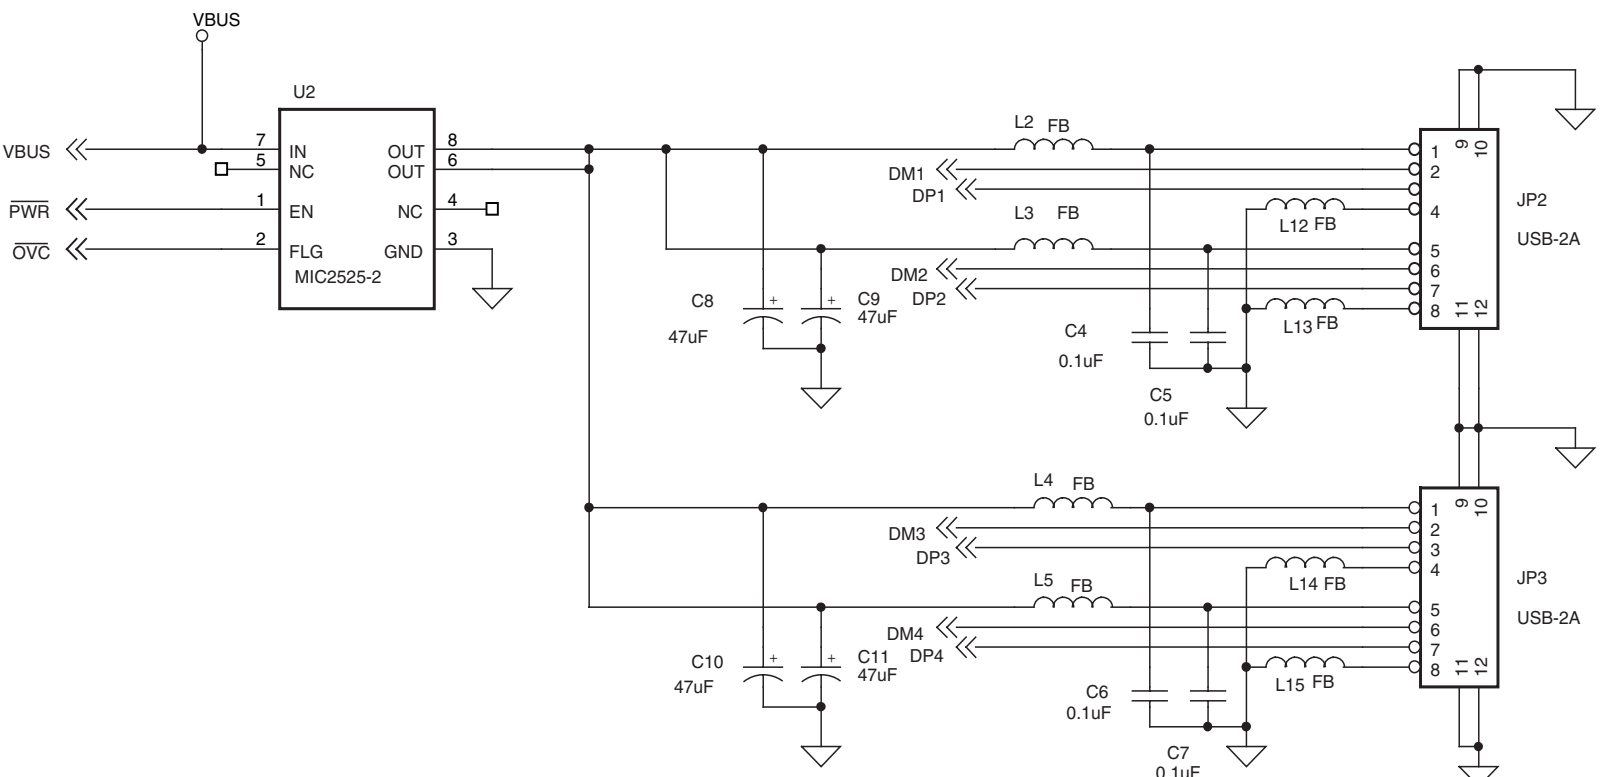 VBUS
U2
VBUS
7
5
1
2
IN
NC
EN
FLG
OUT
OUT
NC
GND
MIC2525-2
8
6
4
3
PWR
OVC
L2 FB
DM1
DP1
L3 FB
DM2
DP2
C8
47uF
+
+
C9
47uF
C4
0.1uF
C5
0.1uF
L12 FB
L13 FB
1
2
4
5
6
7
8
9
10
11
12
JP2
USB-2A
L4 FB
DM3
DP3
L5 FB
DM4
DP4
C10
47uF
+
+
C11
47uF
C6
0.1uF
C7
0.1uF
L14 FB
L15 FB
1
2
3
4
5
6
7
8
9
10
11
12
JP3
USB-2A